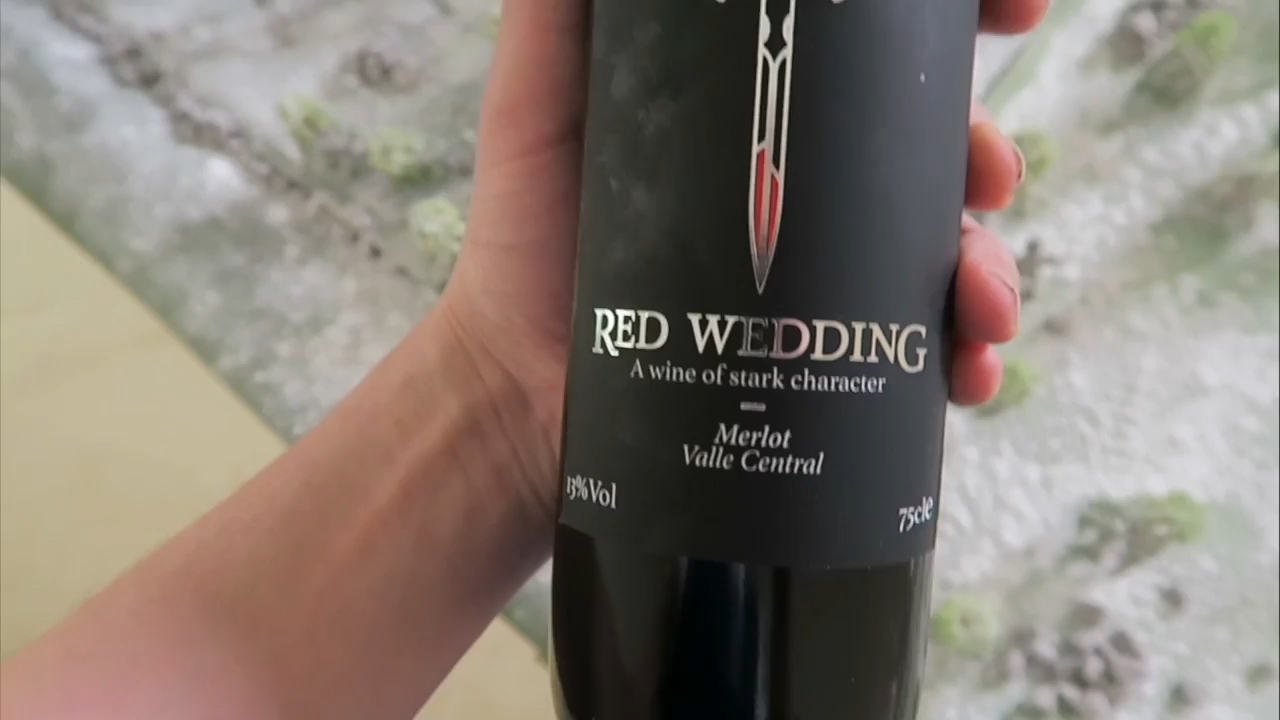 RED WEDDING
A wine of stark character
Merlot
Valle Central
13%Vol
75cle